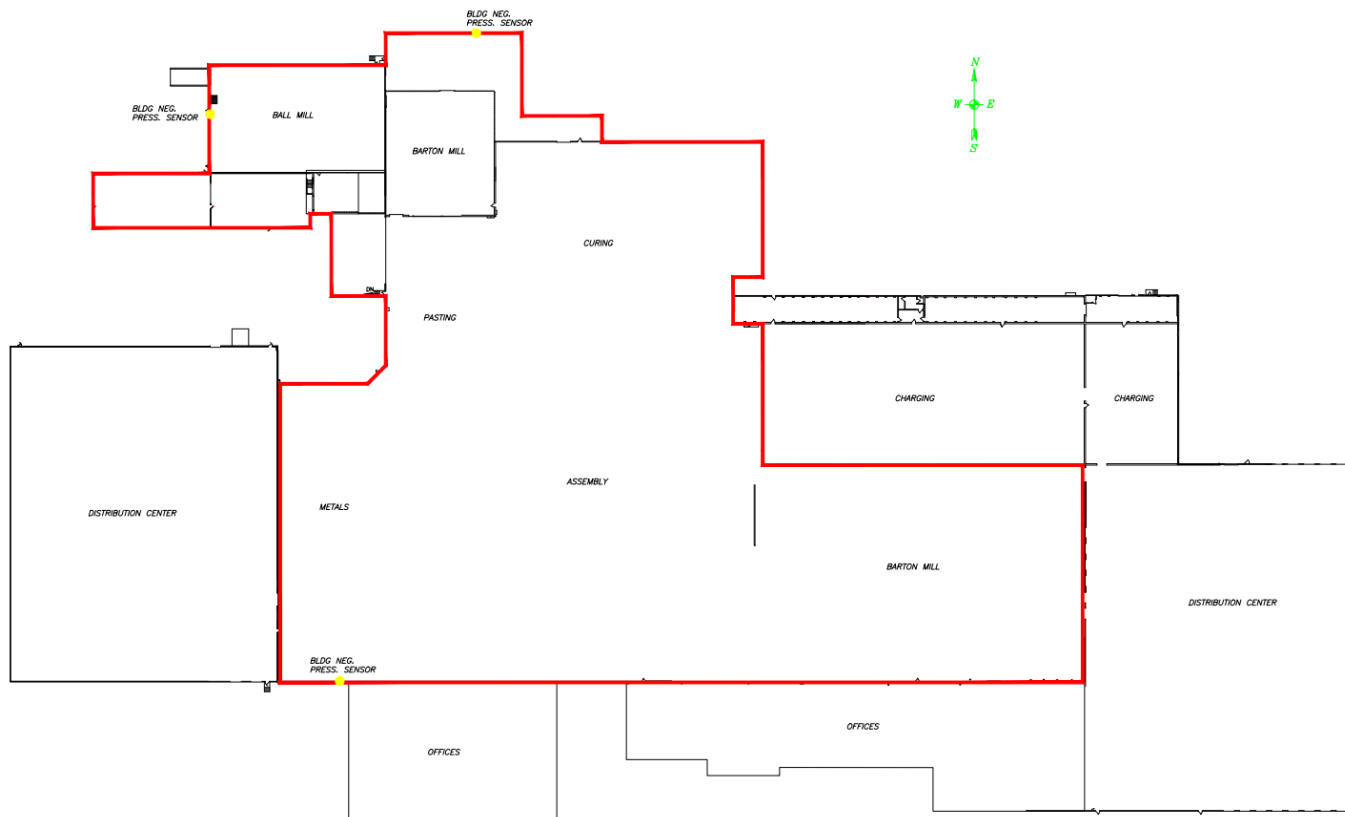 BLDG NEG.
PRESS. SENSOR
N
W E
S
BLDG NEG.
PRESS. SENSOR
BALL MILL
BARTON MILL
CURING
DN
PASTING
CHARGING
CHARGING
ASSEMBLY
METALS
DISTRIBUTION CENTER
BARTON MILL
DISTRIBUTION CENTER
BLDG NEG.
PRESS. SENSOR
OFFICES
OFFICES